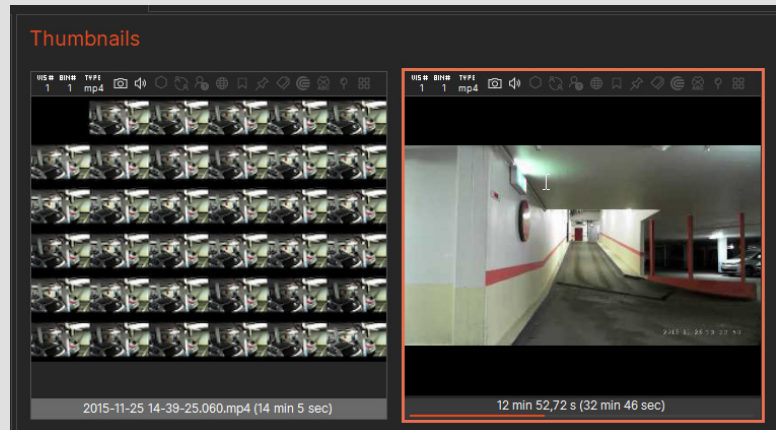 Thumbnails
VIS# BIN# TYPE
1 1 mp4
VIS# BIN# TYPE
1 1 mp4
2015-11-25 14-39-25.060.mp4 (14 min 5 sec)
12 min 52,72 s (32 min 46 sec)